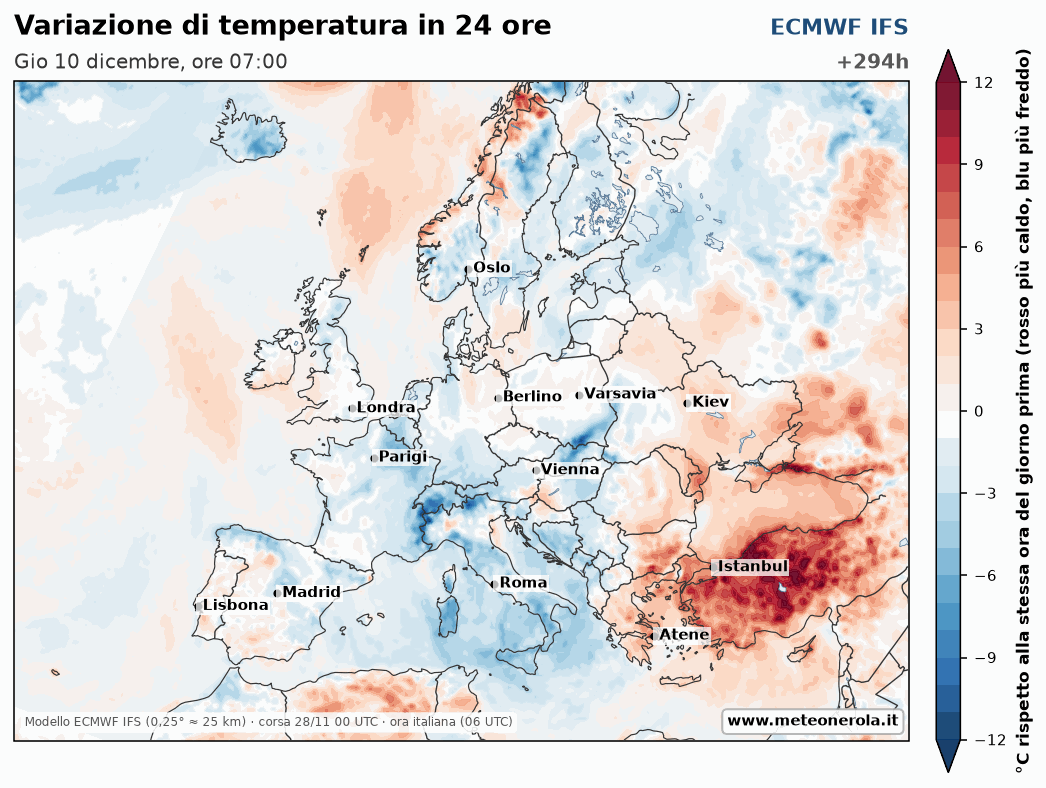 Variazione di temperatura in 24 ore
ECMWF IFS
Gio 10 dicembre, ore 07:00
+294h
Oslo
Berlino
Varsavia
Kiev
Londra
Parigi
Vienna
Istanbul
Roma
Madrid
Lisbona
Atene
Modello ECMWF IFS (0,25° ≈ 25 km) · corsa 28/11 00 UTC · ora italiana (06 UTC)
www.meteonerola.it
12
9
6
3
0
−3
−6
−9
−12
°C rispetto alla stessa ora del giorno prima (rosso più caldo, blu più freddo)